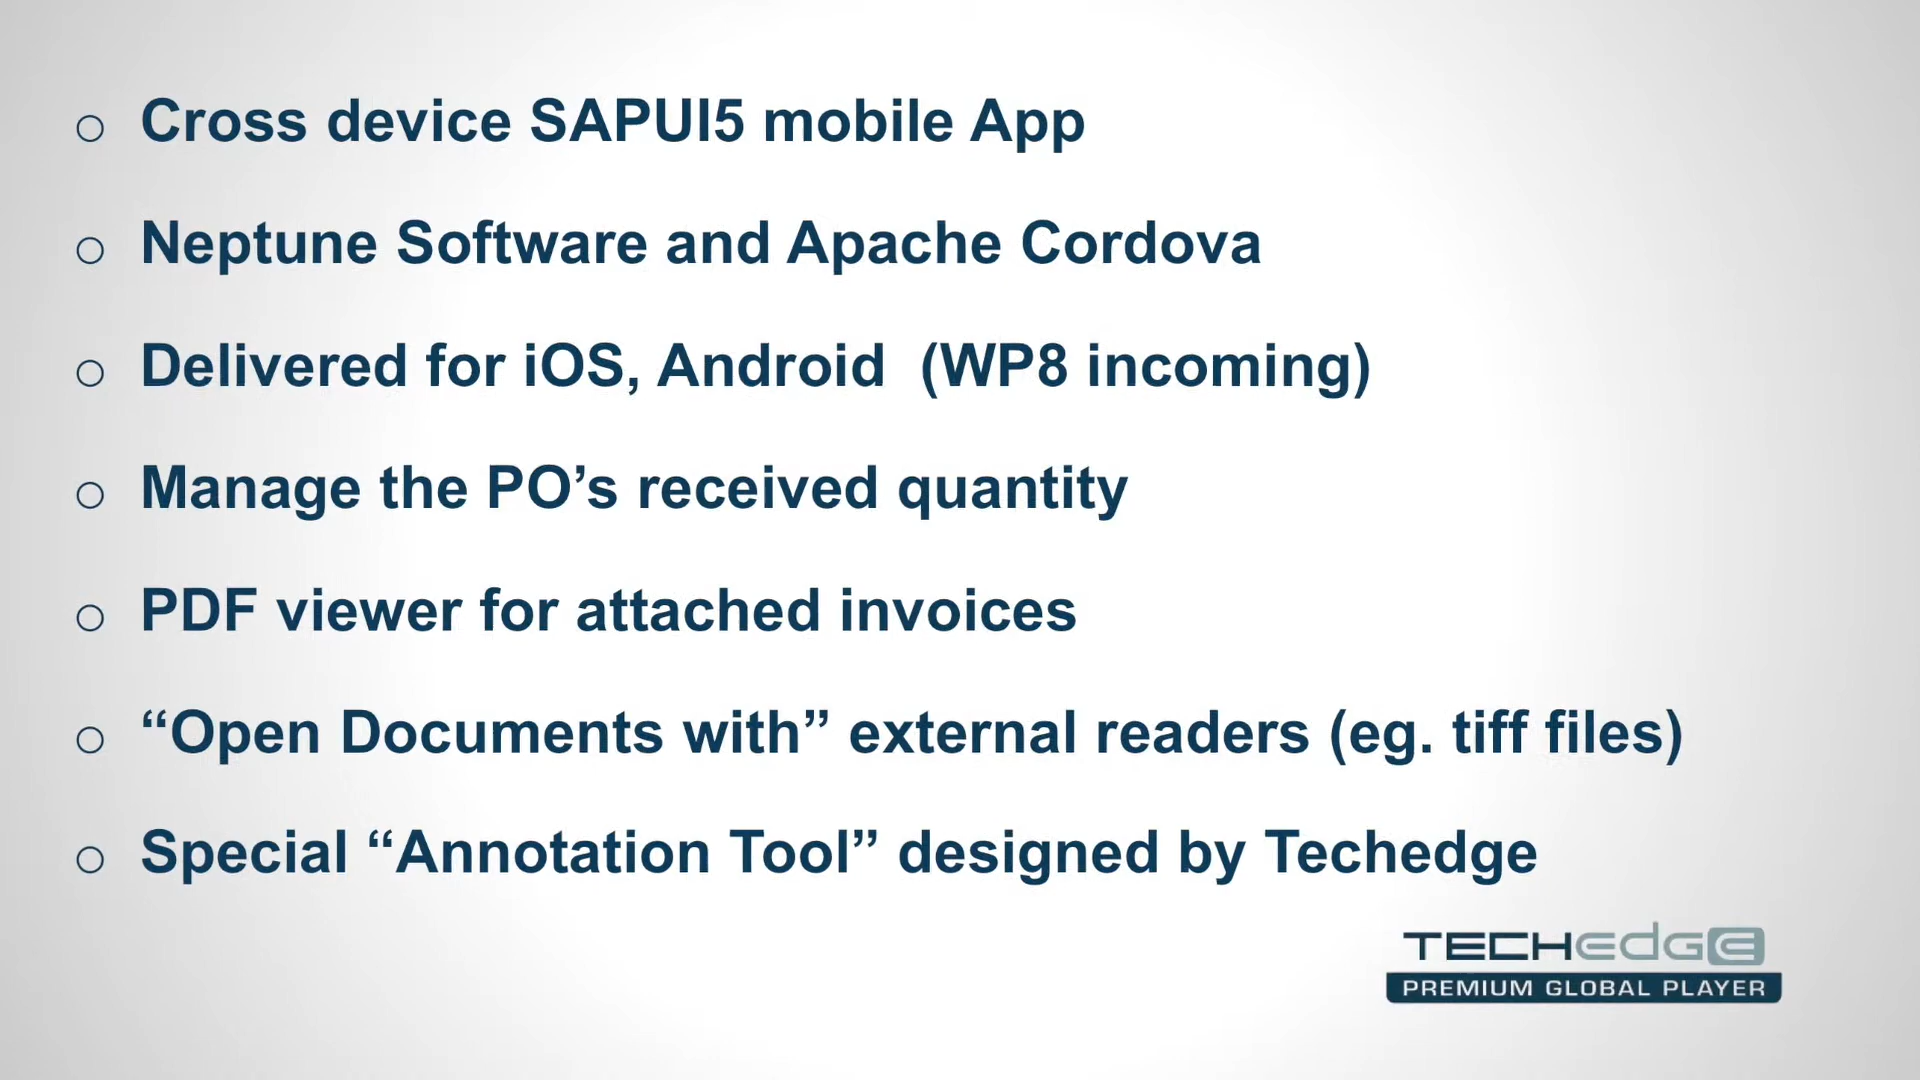 o Cross device SAPUI5 mobile App
o Neptune Software and Apache Cordova
o Delivered for iOS, Android  (WP8 incoming)
o Manage the PO’s received quantity
o PDF viewer for attached invoices
o “Open Documents with” external readers (eg. tiff files)
o Special “Annotation Tool” designed by Techedge
TECHEdGE
PREMIUM GLOBAL PLAYER